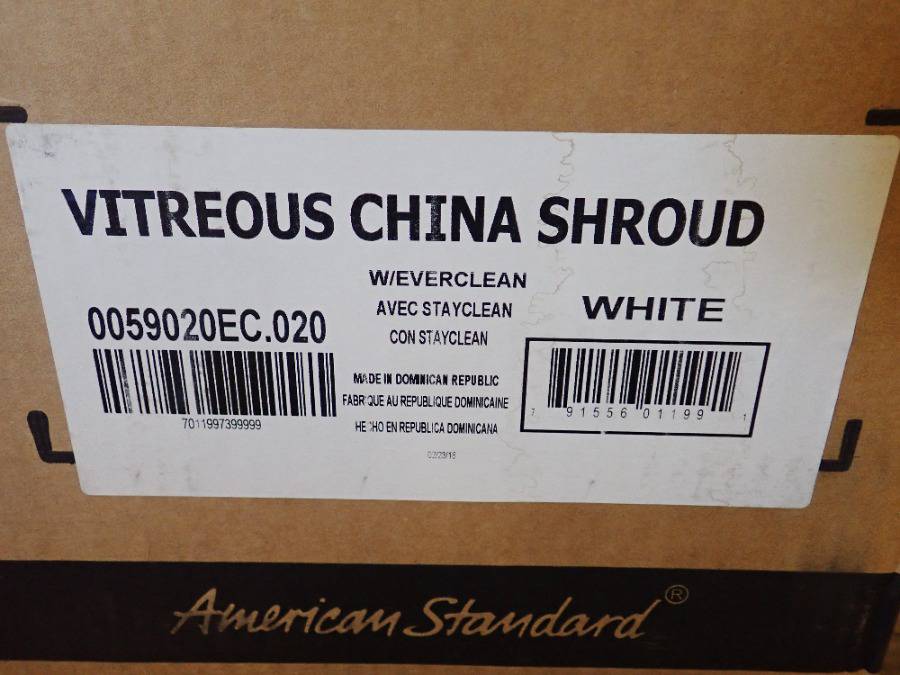 VITREOUS CHINA SHROUD
W/EVERCLEAN
AVEC STAYCLEAN
CON STAYCLEAN
WHITE
0059020EC.020
7011997399999
MADE IN DOMINICAN REPUBLIC
FABRIQUE AU REPUBLIQUE DOMINICAINE
HECHO EN REPUBLICA DOMINICANA
7 91556 01199 1
American Standard®